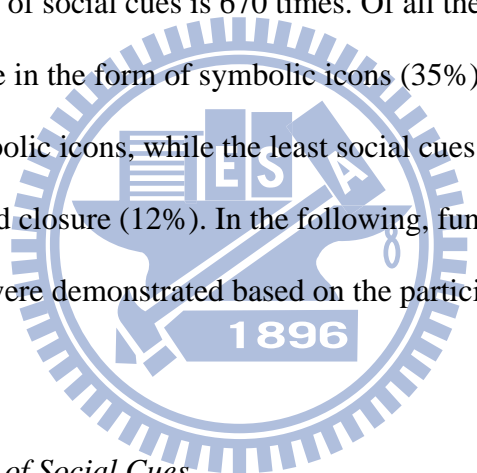 of social cues is 670 times. Of all the
e in the form of symbolic icons (35%)
bolic icons, while the least social cues
ES A
d closure (12%). In the following, fun
were demonstrated based on the partici
1896
of Social Cues